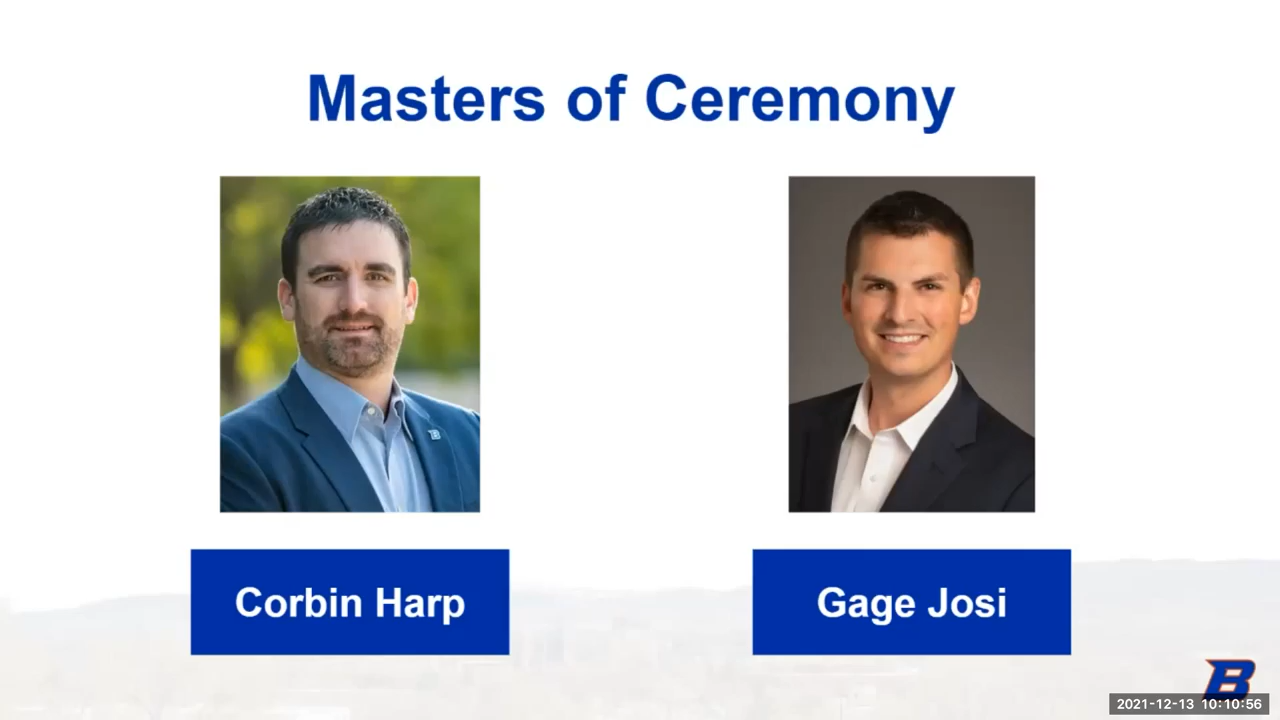 Masters of Ceremony
Corbin Harp
Gage Josi
B
2021-12-13 10:10:56